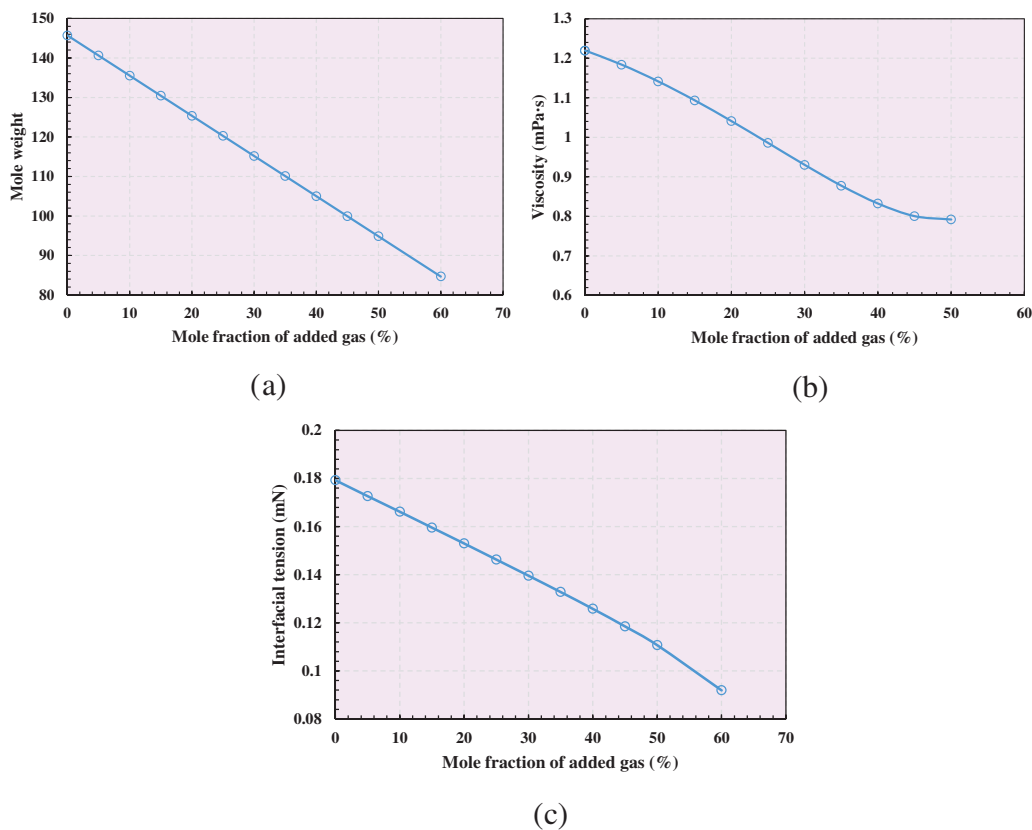 150
140
130
120
110
100
90
80
Mole weight
0 10 20 30 40 50 60 70
Mole fraction of added gas (%)
(a)
1.3
1.2
1.1
1
0.9
0.8
0.7
0.6
Viscosity (mPa·s)
0 10 20 30 40 50 60
Mole fraction of added gas (%)
(b)
0.2
0.18
0.16
0.14
0.12
0.1
0.08
Interfacial tension (mN)
0 10 20 30 40 50 60 70
Mole fraction of added gas (%)
(c)